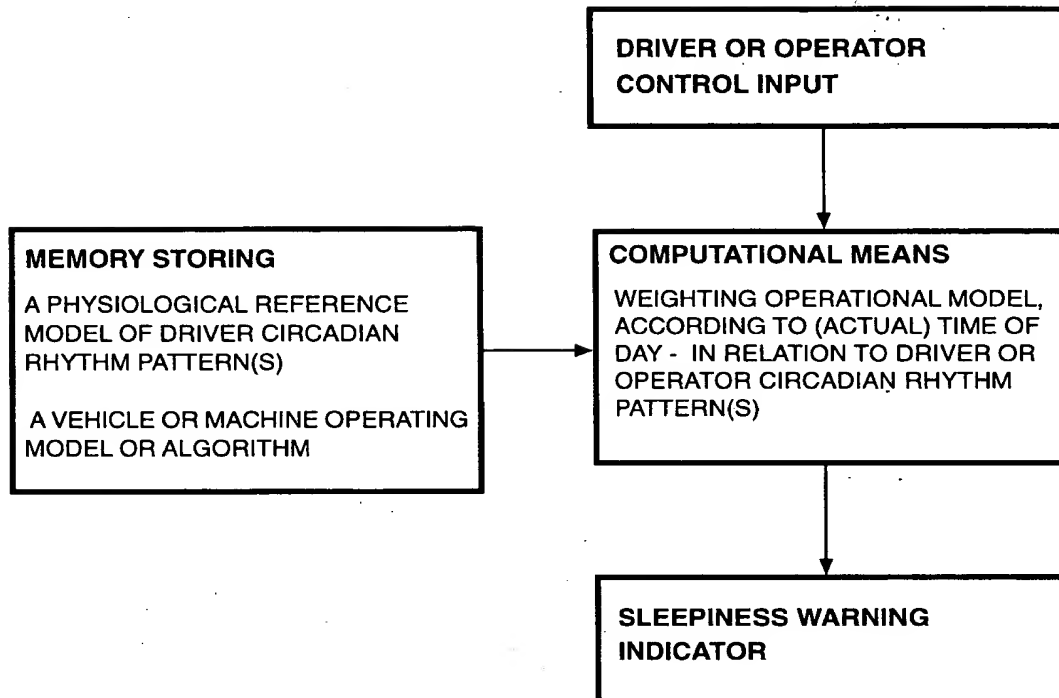 DRIVER OR OPERATOR
CONTROL INPUT
MEMORY STORING
A PHYSIOLOGICAL REFERENCE
MODEL OF DRIVER CIRCADIAN
RHYTHM PATTERN(S)
A VEHICLE OR MACHINE OPERATING
MODEL OR ALGORITHM
COMPUTATIONAL MEANS
WEIGHTING OPERATIONAL MODEL,
ACCORDING TO (ACTUAL) TIME OF
DAY - IN RELATION TO DRIVER OR
OPERATOR CIRCADIAN RHYTHM
PATTERN(S)
SLEEPINESS WARNING
INDICATOR